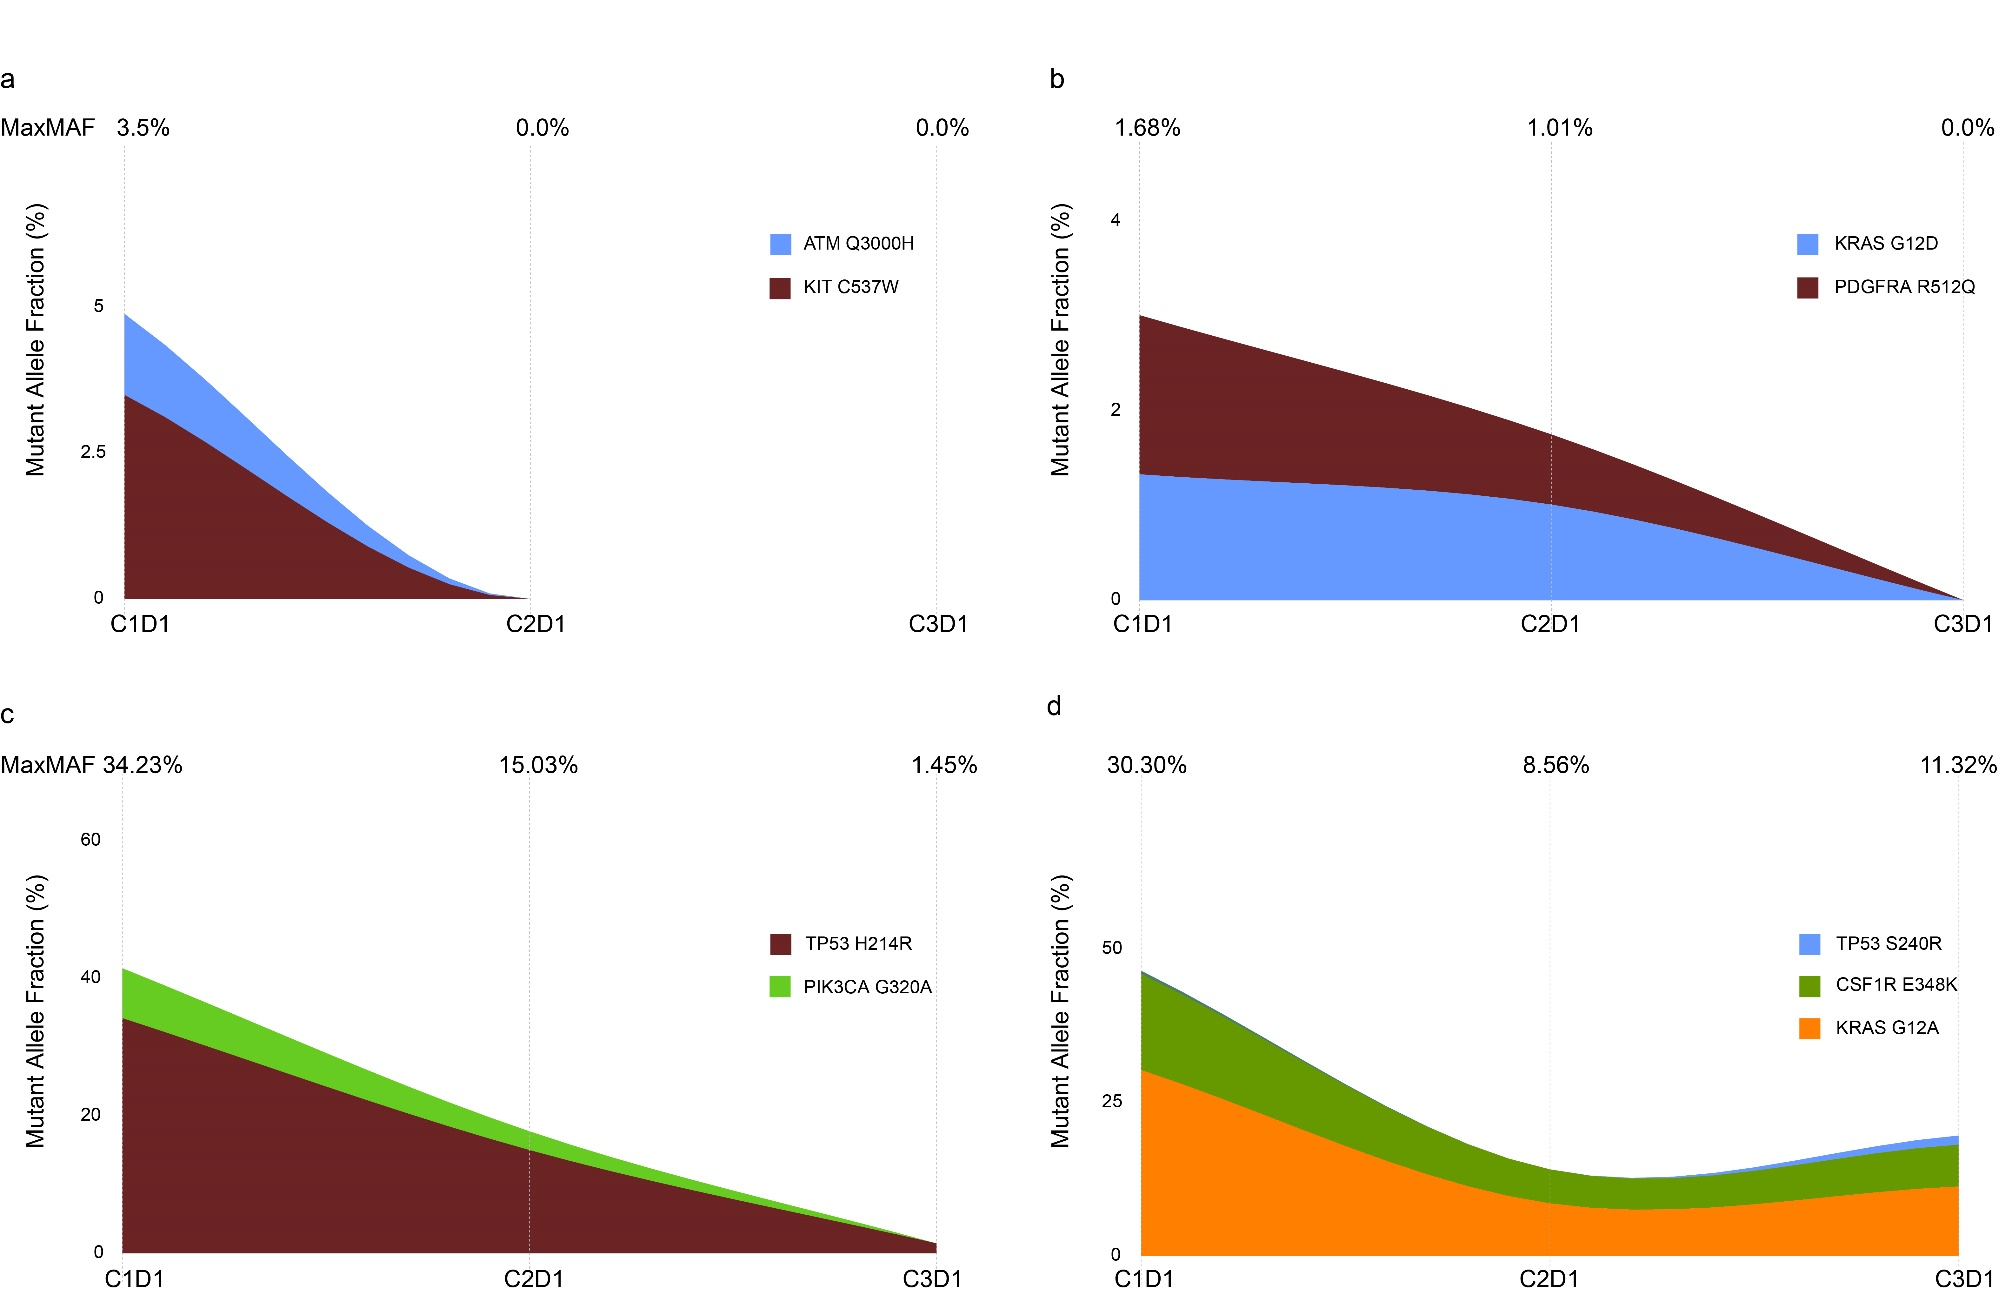 a
MaxMAF 3.5% 0.0% 0.0%
Mutant Allele Fraction (%)
5
2.5
0
ATM Q3000H
KIT C537W
C1D1 C2D1 C3D1
b
1.68% 1.01% 0.0%
Mutant Allele Fraction (%)
4
2
0
KRAS G12D
PDGFRA R512Q
C1D1 C2D1 C3D1
c
MaxMAF 34.23% 15.03% 1.45%
Mutant Allele Fraction (%)
60
40
20
0
TP53 H214R
PIK3CA G320A
C1D1 C2D1 C3D1
d
30.30% 8.56% 11.32%
Mutant Allele Fraction (%)
50
25
0
TP53 S240R
CSF1R E348K
KRAS G12A
C1D1 C2D1 C3D1